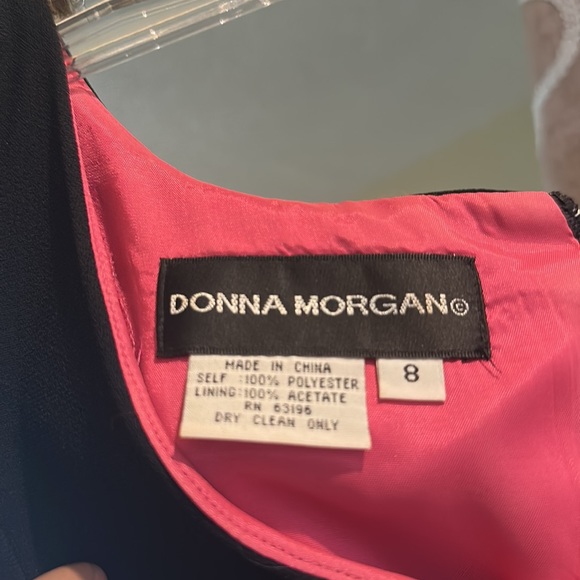 DONNA MORGAN©
MADE IN CHINA
SELF :100% POLYESTER
LINING:100% ACETATE
RN 63196
DRY CLEAN ONLY
8